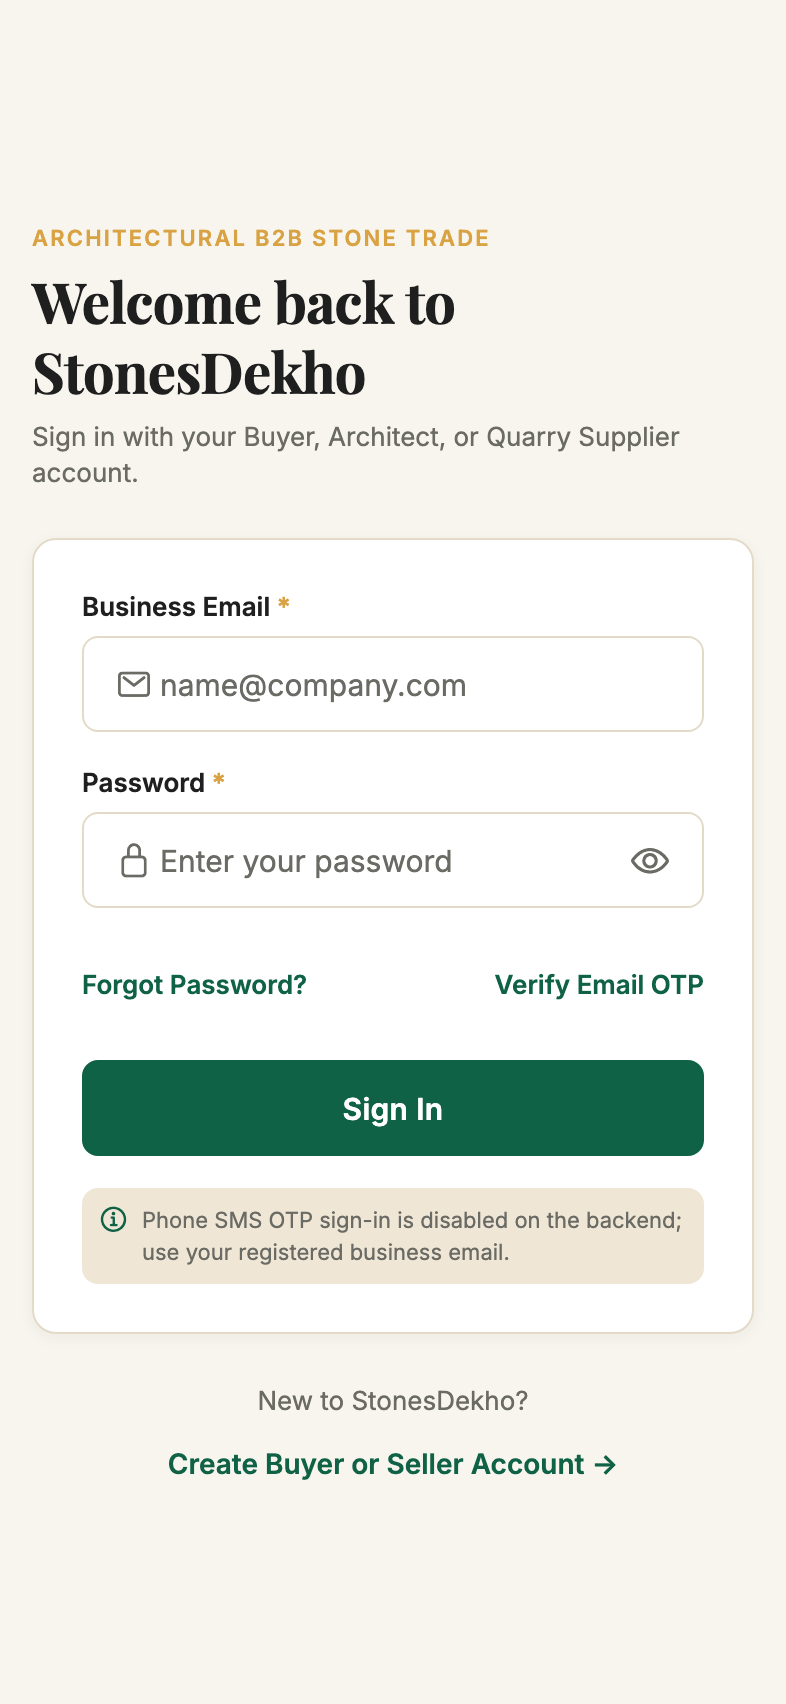 ARCHITECTURAL B2B STONE TRADE
Welcome back to
StonesDekho
Sign in with your Buyer, Architect, or Quarry Supplier
account.
Business Email *
name@company.com
Password *
Enter your password
Forgot Password? Verify Email OTP
Sign In
Phone SMS OTP sign-in is disabled on the backend;
use your registered business email.
New to StonesDekho?
Create Buyer or Seller Account →